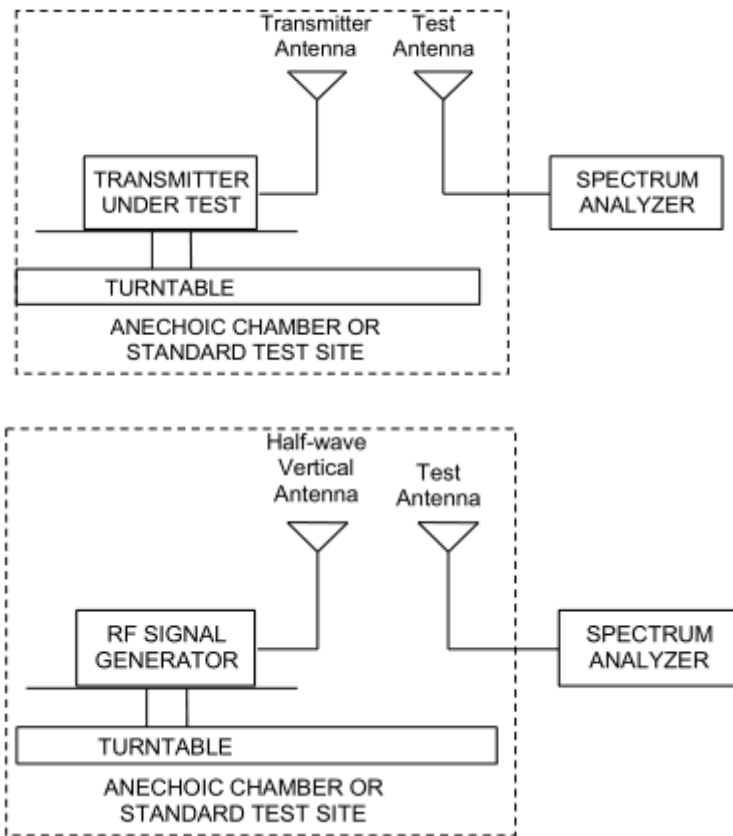 Transmitter
Antenna
Test
Antenna
TRANSMITTER
UNDER TEST
SPECTRUM
ANALYZER
TURNTABLE
ANECHOIC CHAMBER OR
STANDARD TEST SITE
Half-wave
Vertical
Antenna
Test
Antenna
RF SIGNAL
GENERATOR
SPECTRUM
ANALYZER
TURNTABLE
ANECHOIC CHAMBER OR
STANDARD TEST SITE